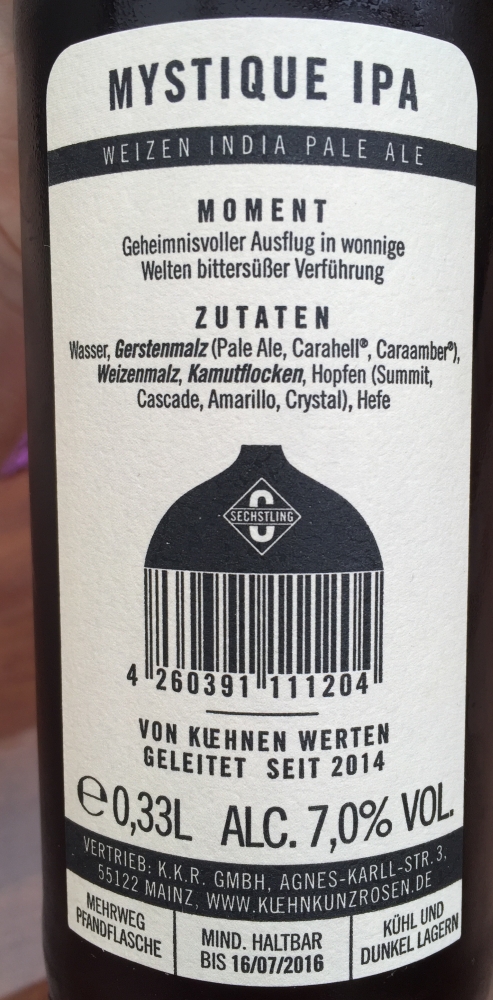 MYSTIQUE IPA
WEIZEN INDIA PALE ALE
MOMENT
Geheimnisvoller Ausflug in wonnige
Welten bittersüßer Verführung
ZUTATEN
Wasser, Gerstenmalz (Pale Ale, Carahell®, Caraamber®),
Weizenmalz, Kamutflocken, Hopfen (Summit,
Cascade, Amarillo, Crystal), Hefe
6
SECHSTLING
4 260391 111204
VON KŒHNEN WERTEN
GELEITET SEIT 2014
℮ 0,33L ALC. 7,0% VOL.
VERTRIEB: K.K.R. GMBH, AGNES-KARLL-STR. 3,
55122 MAINZ, WWW.KUEHNKUNZROSEN.DE
MEHRWEG
PFANDFLASCHE
MIND. HALTBAR
BIS 16/07/2016
KÜHL UND
DUNKEL LAGERN